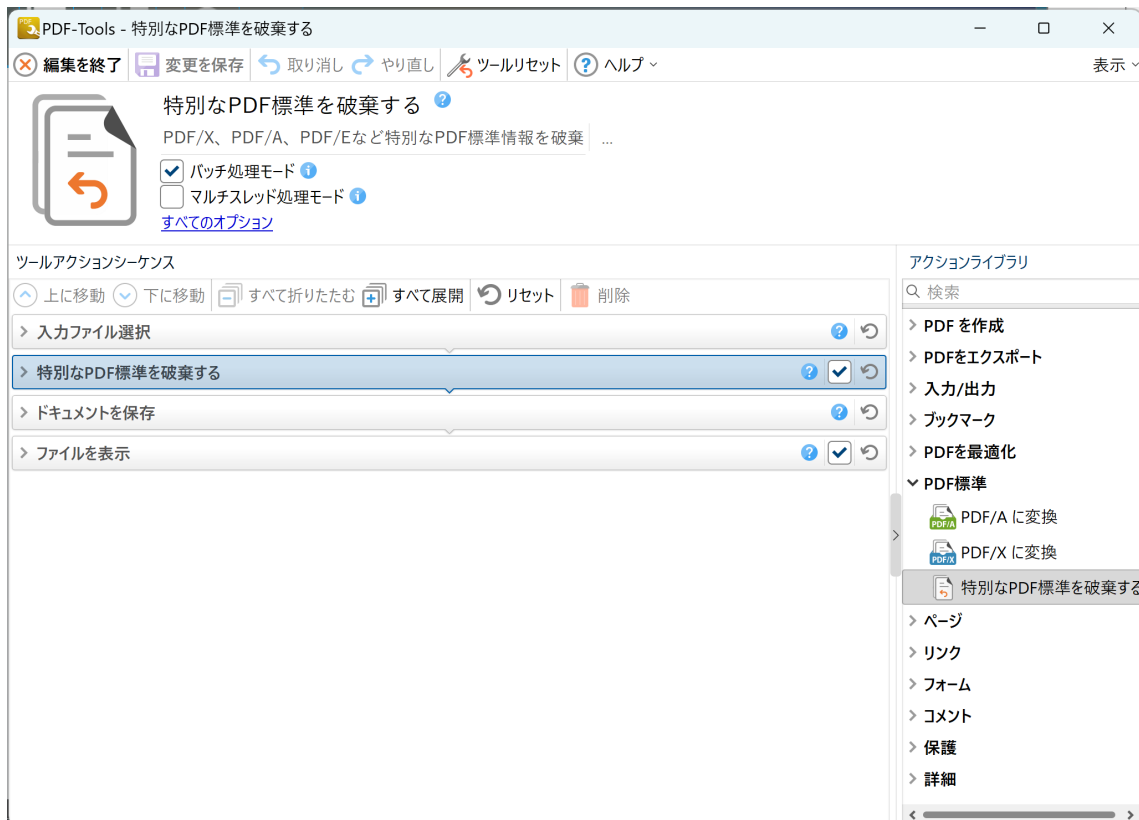 PDF-Tools - 特別なPDF標準を破棄する
編集を終了 変更を保存 取り消し やり直し ツールリセット ヘルプ 表示
特別なPDF標準を破棄する
PDF/X、PDF/A、PDF/Eなど特別なPDF標準情報を破棄 ...
バッチ処理モード
マルチスレッド処理モード
すべてのオプション
ツールアクションシーケンス
上に移動 下に移動 すべて折りたたむ すべて展開 リセット 削除
入力ファイル選択
特別なPDF標準を破棄する
ドキュメントを保存
ファイルを表示
アクションライブラリ
検索
PDF を作成
PDFをエクスポート
入力/出力
ブックマーク
PDFを最適化
PDF標準
PDF/A PDF/A に変換
PDF/X PDF/X に変換
特別なPDF標準を破棄する
ページ
リンク
フォーム
コメント
保護
詳細